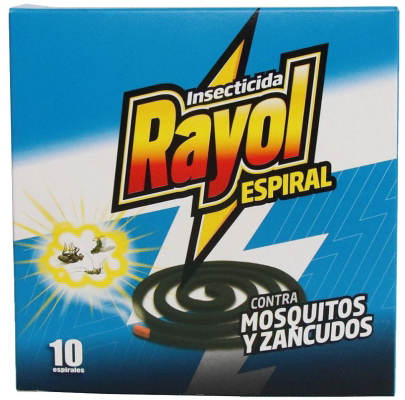 Insecticida
Rayol
ESPIRAL
CONTRA
MOSQUITOS
Y ZANCUDOS
10
espirales